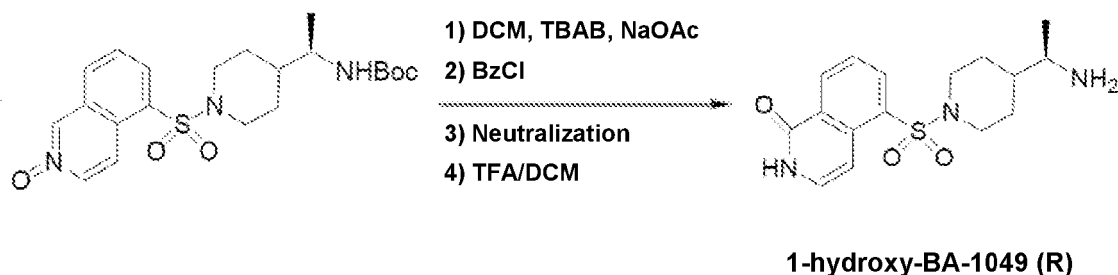 1) DCM, TBAB, NaOAc
2) BzCl
3) Neutralization
4) TFA/DCM
NHBoc
N
S
O O
N
O
NH2
O
N
S
O O
HN
1-hydroxy-BA-1049 (R)